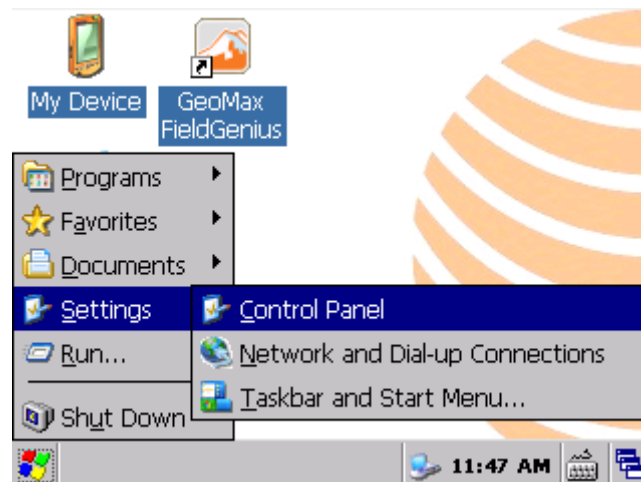 My Device
GeoMax
FieldGenius
Programs
Favorites
Documents
Settings
Control Panel
Run...
Network and Dial-up Connections
Taskbar and Start Menu...
Shut Down
11:47 AM